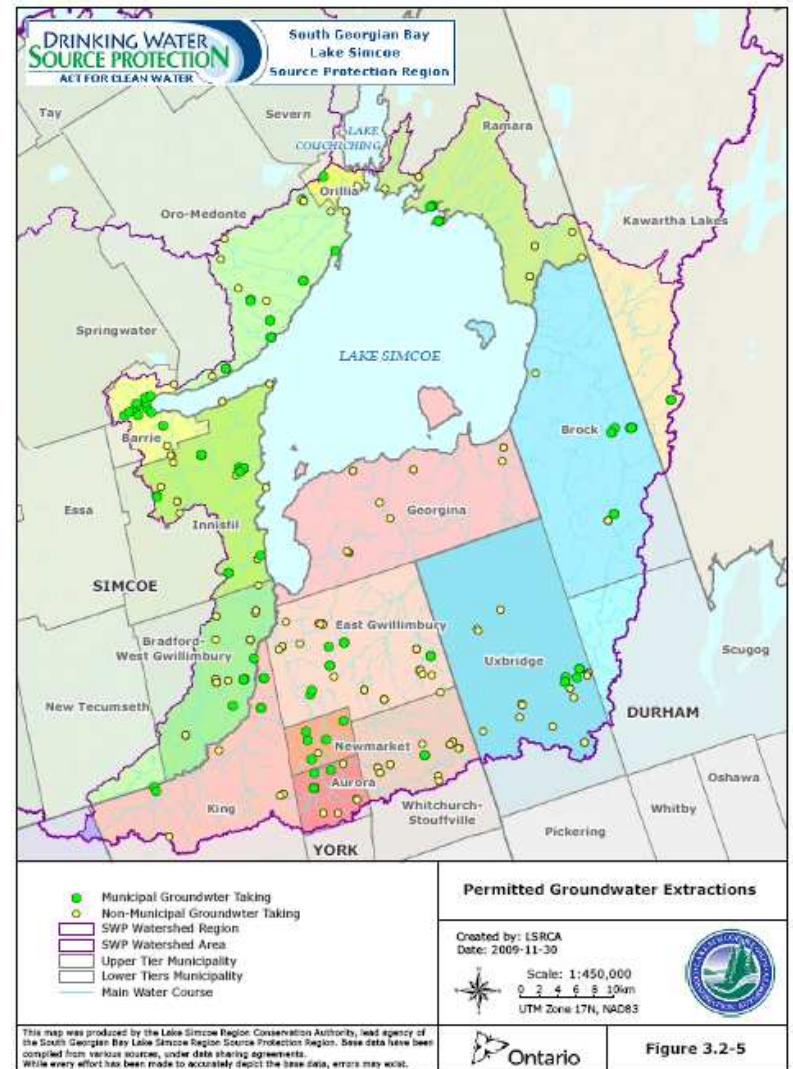 DRINKING WATER
SOURCE PROTECTION
ACT FOR CLEAN WATER
South Georgian Bay
Lake Simcoe
Source Protection Region
Tay
Severn
LAKE
COUCHICHING
Ramara
Orillia
Oro-Medonte
Kawartha Lakes
Springwater
LAKE SIMCOE
Barrie
Brock
Essa
Innisfil
Georgina
SIMCOE
East Gwillimbury
Bradford-
West Gwillimbury
Uxbridge
Scugog
New Tecumseth
DURHAM
Newmarket
Aurora
King
Whitchurch-
Stouffville
Oshawa
Whitby
Pickering
YORK
Municipal Groundwter Taking
Non-Municipal Groundwter Taking
SWP Watershed Region
SWP Watershed Area
Upper Tier Municipality
Lower Tiers Municipality
Main Water Course
Permitted Groundwater Extractions
Created by: LSRCA
Date: 2009-11-30
Scale: 1:450,000
0 2 4 6 8 10km
UTM Zone 17N, NAD83
LAKE SIMCOE REGION
CONSERVATION AUTHORITY
This map was produced by the Lake Simcoe Region Conservation Authority, lead agency of
the South Georgian Bay Lake Simcoe Region Source Protection Region. Base data have been
compiled from various sources, under data sharing agreements.
While every effort has been made to accurately depict the base data, errors may exist.
Ontario
Figure 3.2-5